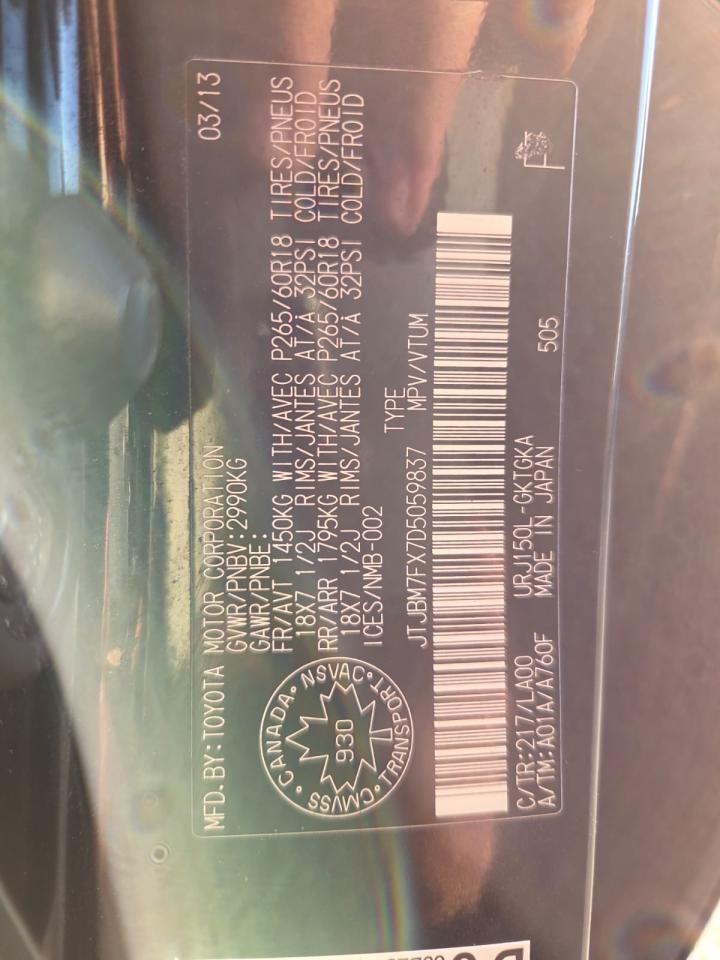 MFD. BY:TOYOTA MOTOR CORPORATION 03/13
GVWR/PNBV:2990KG
GAWR/PNBE:
FR/AVT 1450KG WITH/AVEC P265/60R18 TIRES/PNEUS
18X7 1/2J RIMS/JANTES AT/À 32PSI COLD/FROID
RR/ARR 1795KG WITH/AVEC P265/60R18 TIRES/PNEUS
18X7 1/2J RIMS/JANTES AT/À 32PSI COLD/FROID
ICES/NMB-002
TYPE
JTJBM7FX7D5059837 MPV/VTUM
CANADA · NSVAC · TRANSPORT · CMVSS ·
930
C/TR:217/LA00 URJ150L-GKTGKA
A/TM:A01A/A760F MADE IN JAPAN 505